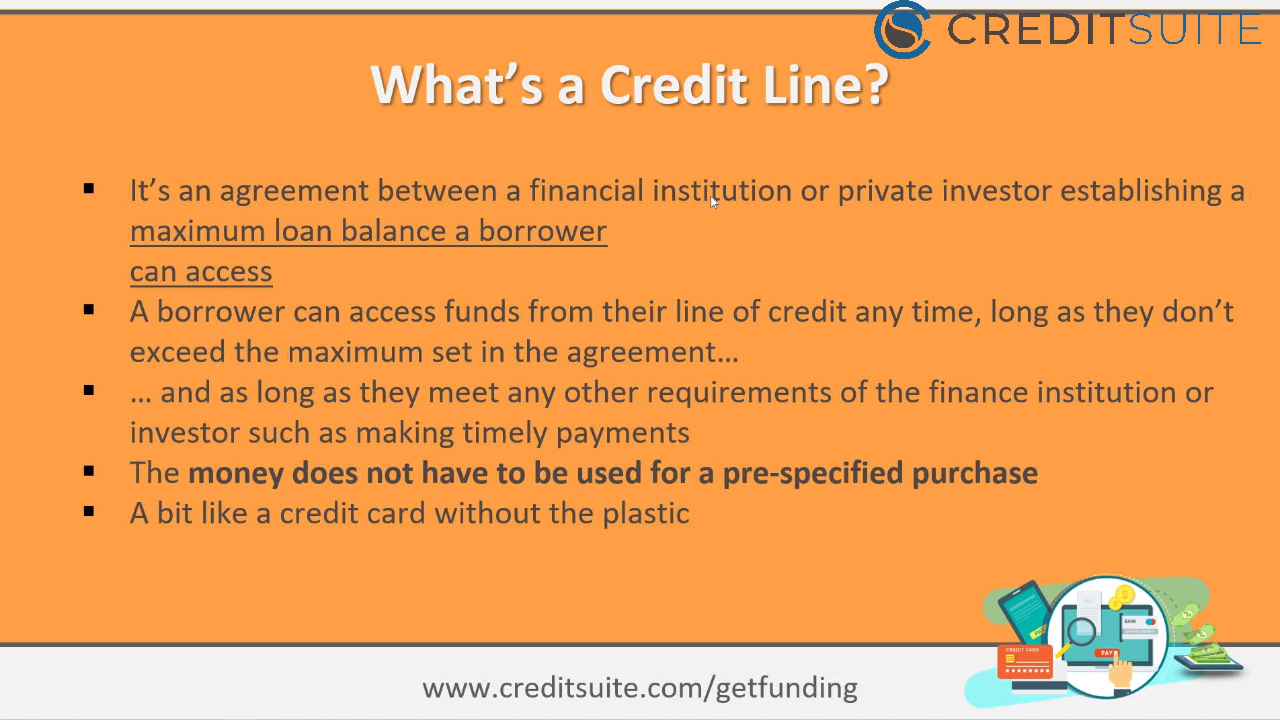 CREDITSUITE
What’s a Credit Line?
▪ It’s an agreement between a financial institution or private investor establishing a
maximum loan balance a borrower
can access
▪ A borrower can access funds from their line of credit any time, long as they don’t
exceed the maximum set in the agreement…
▪ … and as long as they meet any other requirements of the finance institution or
investor such as making timely payments
▪ The money does not have to be used for a pre-specified purchase
▪ A bit like a credit card without the plastic
BANK
CREDIT CARD
PAY
www.creditsuite.com/getfunding